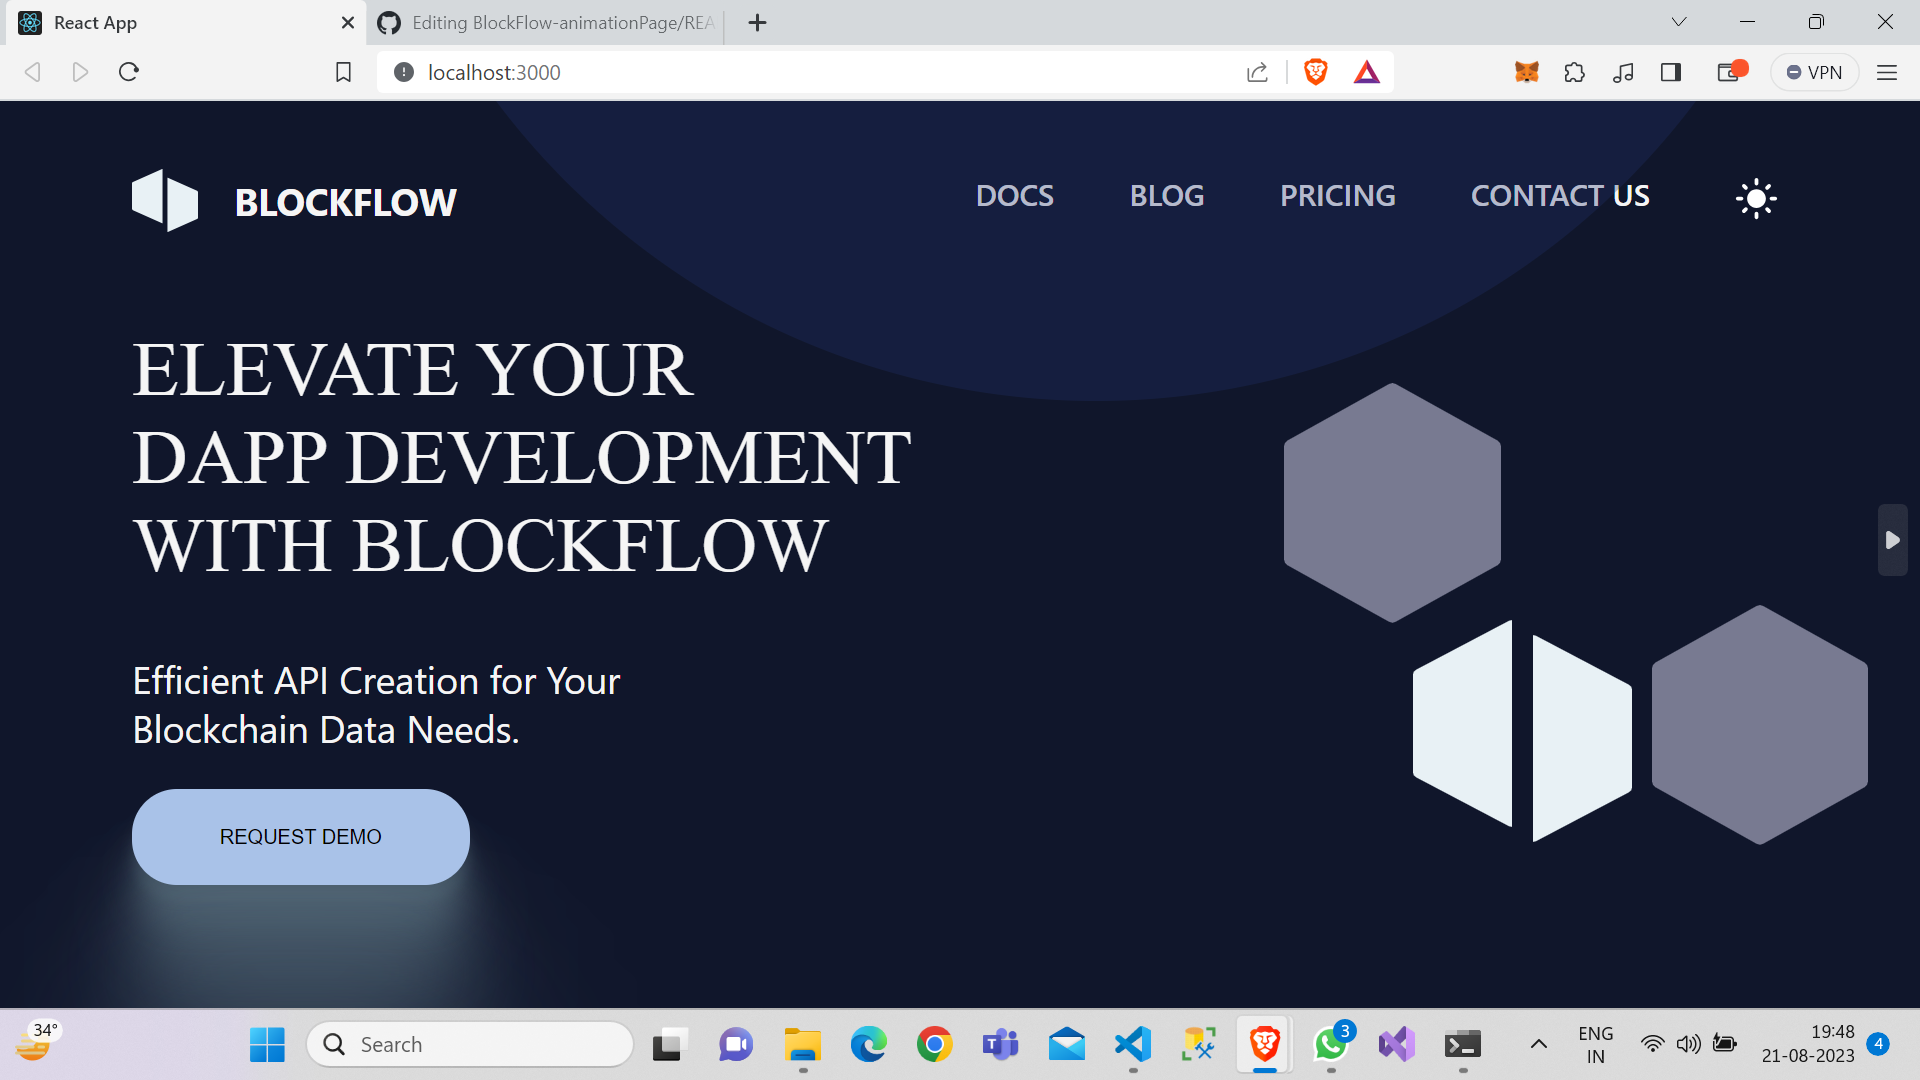 React App
Editing BlockFlow-animationPage/REA
localhost:3000
VPN
BLOCKFLOW
DOCS
BLOG
PRICING
CONTACT US
ELEVATE YOUR
DAPP DEVELOPMENT
WITH BLOCKFLOW
Efficient API Creation for Your
Blockchain Data Needs.
REQUEST DEMO
34°
Search
3
ENG
IN
19:48
21-08-2023
4